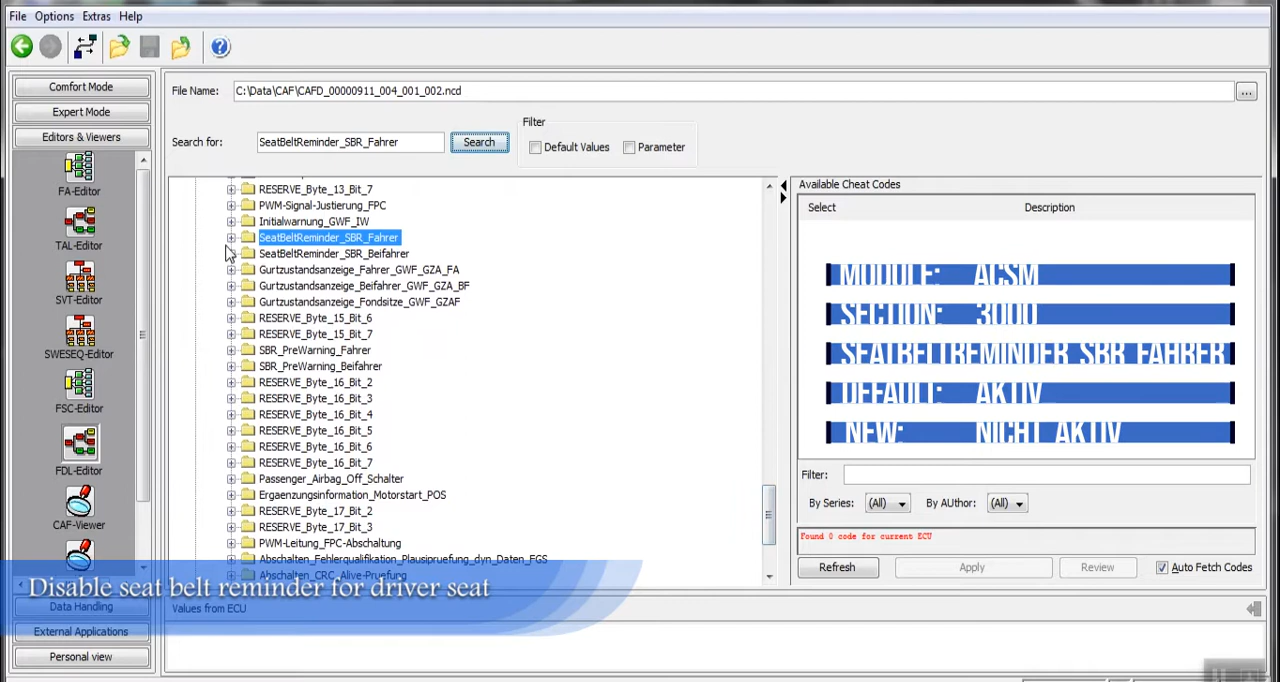 File Options Extras Help
Comfort Mode
Expert Mode
Editors & Viewers
FA-Editor
TAL-Editor
SVT-Editor
SWESEQ-Editor
FSC-Editor
FDL-Editor
CAF-Viewer
Data Handling
External Applications
Personal view
File Name: C:\Data\CAF\CAFD_00000911_004_001_002.ncd ...
Search for: SeatBeltReminder_SBR_Fahrer Search
Filter
Default Values Parameter
RESERVE_Byte_13_Bit_7
PWM-Signal-Justierung_FPC
Initialwarnung_GWF_IW
SeatBeltReminder_SBR_Fahrer
SeatBeltReminder_SBR_Beifahrer
Gurtzustandsanzeige_Fahrer_GWF_GZA_FA
Gurtzustandsanzeige_Beifahrer_GWF_GZA_BF
Gurtzustandsanzeige_Fondsitze_GWF_GZAF
RESERVE_Byte_15_Bit_6
RESERVE_Byte_15_Bit_7
SBR_PreWarning_Fahrer
SBR_PreWarning_Beifahrer
RESERVE_Byte_16_Bit_2
RESERVE_Byte_16_Bit_3
RESERVE_Byte_16_Bit_4
RESERVE_Byte_16_Bit_5
RESERVE_Byte_16_Bit_6
RESERVE_Byte_16_Bit_7
Passenger_Airbag_Off_Schalter
Ergaenzungsinformation_Motorstart_POS
RESERVE_Byte_17_Bit_2
RESERVE_Byte_17_Bit_3
PWM-Leitung_FPC-Abschaltung
Abschalten_Fehlerqualifikation_Plausipruefung_dyn_Daten_FGS
Abschalten_CRC_Alive-Pruefung
Available Cheat Codes
Select Description
MODULE: ACSM
SECTION: 3000
SEATBELTREMINDER_SBR_FAHRER
DEFAULT: AKTIV
NEW: NICHT_AKTIV
Filter:
By Series: (All) By AUthor: (All)
Found 0 code for current ECU
Refresh Apply Review Auto Fetch Codes
Disable seat belt reminder for driver seat
Values from ECU